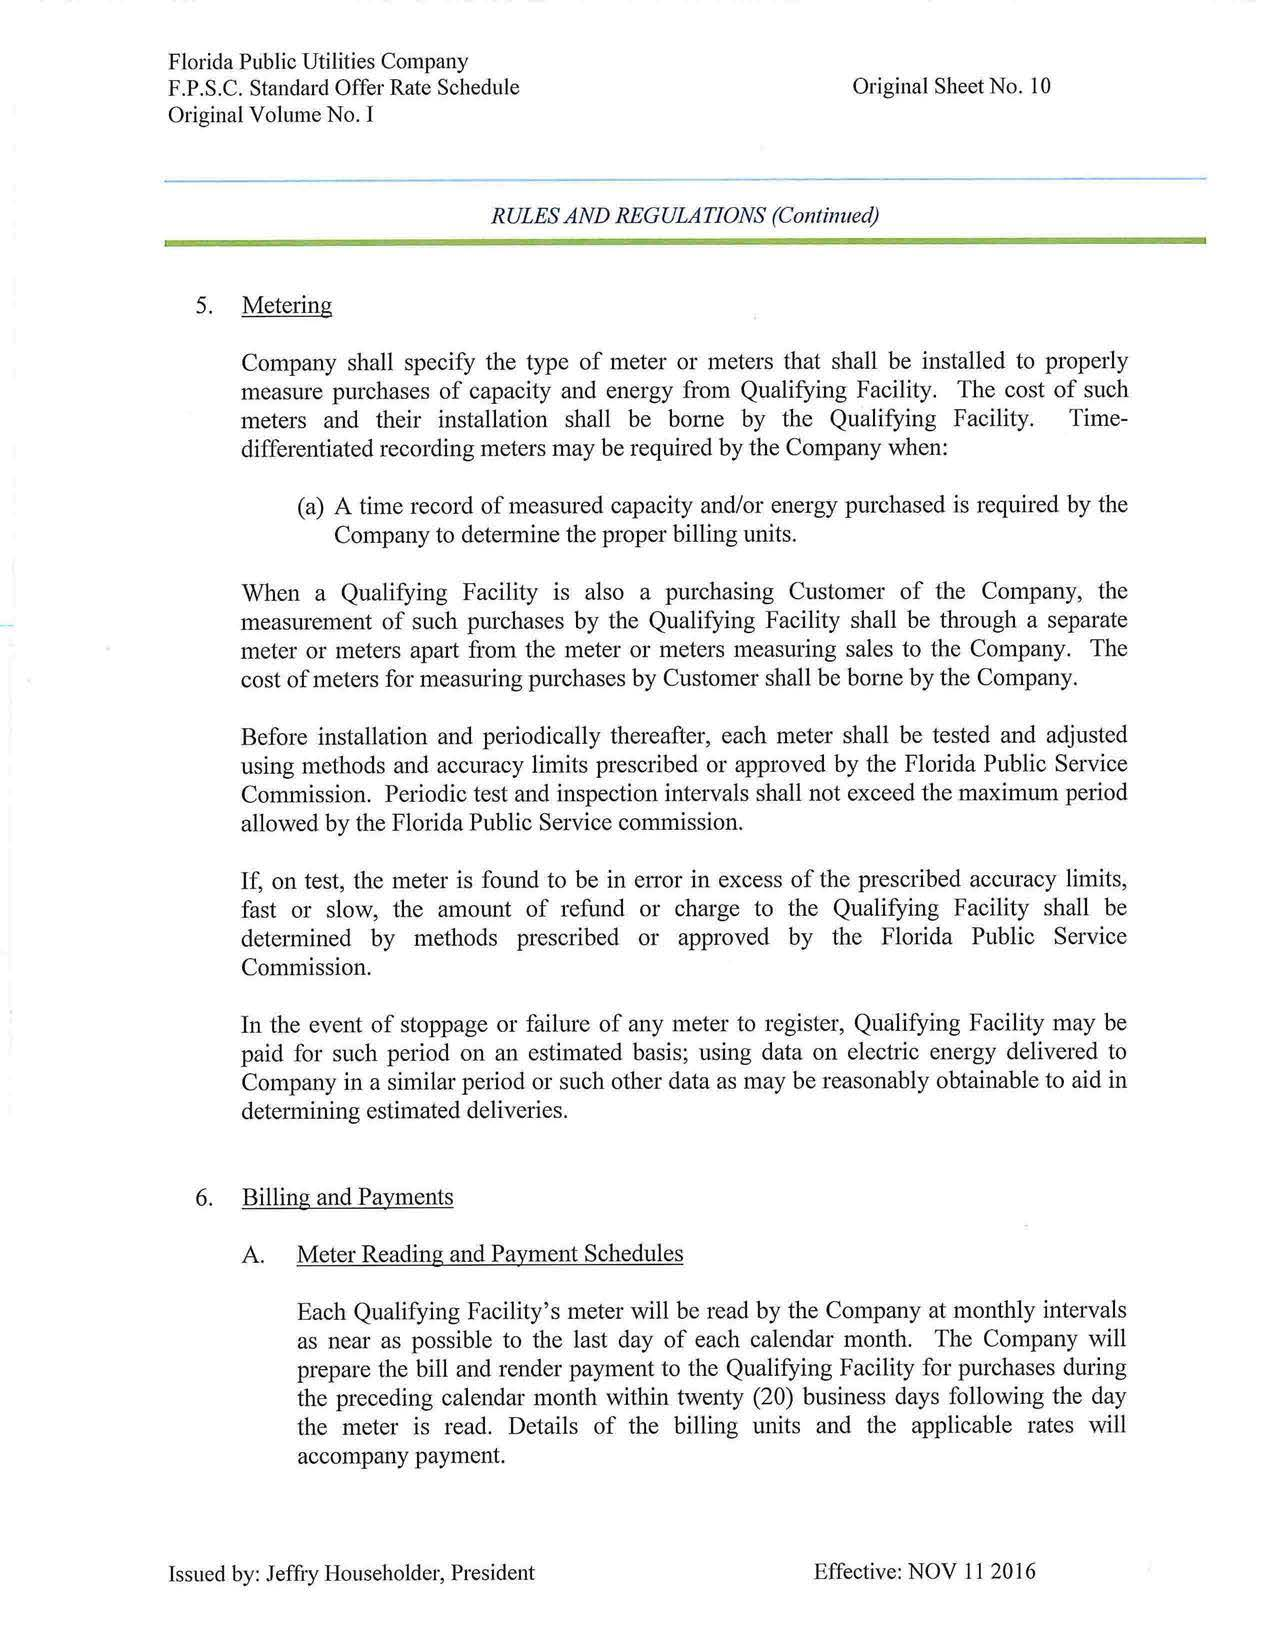 Florida Public Utilities Company
F.P.S.C. Standard Offer Rate Schedule
Original Sheet No. 10
Original Volume No. I
RULES AND REGULATIONS (Continued)
5. Metering
Company shall specify the type of meter or meters that shall be installed to properly
measure purchases of capacity and energy from Qualifying Facility. The cost of such
meters and their installation shall be borne by the Qualifying Facility. Time-
differentiated recording meters may be required by the Company when:
(a) A time record of measured capacity and/or energy purchased is required by the
Company to determine the proper billing units.
When a Qualifying Facility is also a purchasing Customer of the Company, the
measurement of such purchases by the Qualifying Facility shall be through a separate
meter or meters apart from the meter or meters measuring sales to the Company. The
cost of meters for measuring purchases by Customer shall be borne by the Company.
Before installation and periodically thereafter, each meter shall be tested and adjusted
using methods and accuracy limits prescribed or approved by the Florida Public Service
Commission. Periodic test and inspection intervals shall not exceed the maximum period
allowed by the Florida Public Service commission.
If, on test, the meter is found to be in error in excess of the prescribed accuracy limits,
fast or slow, the amount of refund or charge to the Qualifying Facility shall be
determined by methods prescribed or approved by the Florida Public Service
Commission.
In the event of stoppage or failure of any meter to register, Qualifying Facility may be
paid for such period on an estimated basis; using data on electric energy delivered to
Company in a similar period or such other data as may be reasonably obtainable to aid in
determining estimated deliveries.
6. Billing and Payments
A. Meter Reading and Payment Schedules
Each Qualifying Facility's meter will be read by the Company at monthly intervals
as near as possible to the last day of each calendar month. The Company will
prepare the bill and render payment to the Qualifying Facility for purchases during
the preceding calendar month within twenty (20) business days following the day
the meter is read. Details of the billing units and the applicable rates will
accompany payment.
Issued by: Jeffry Householder, President
Effective: NOV 11 2016